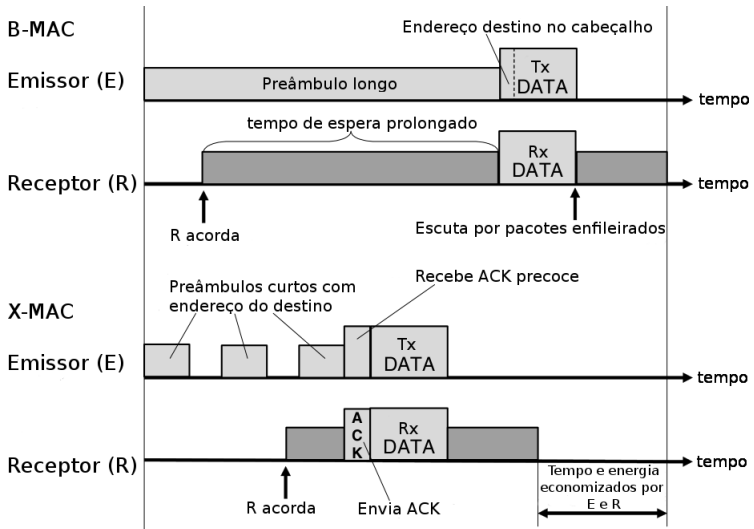 B-MAC
Endereço destino no cabeçalho
Emissor (E)
Preâmbulo longo
Tx
DATA
tempo
tempo de espera prolongado
Rx
DATA
Receptor (R)
tempo
R acorda
Escuta por pacotes enfileirados
Preâmbulos curtos com
endereço do destino
Recebe ACK precoce
X-MAC
Emissor (E)
Tx
DATA
tempo
A
C
K
Rx
DATA
Receptor (R)
tempo
R acorda
Envia ACK
Tempo e energia
economizados por
E e R